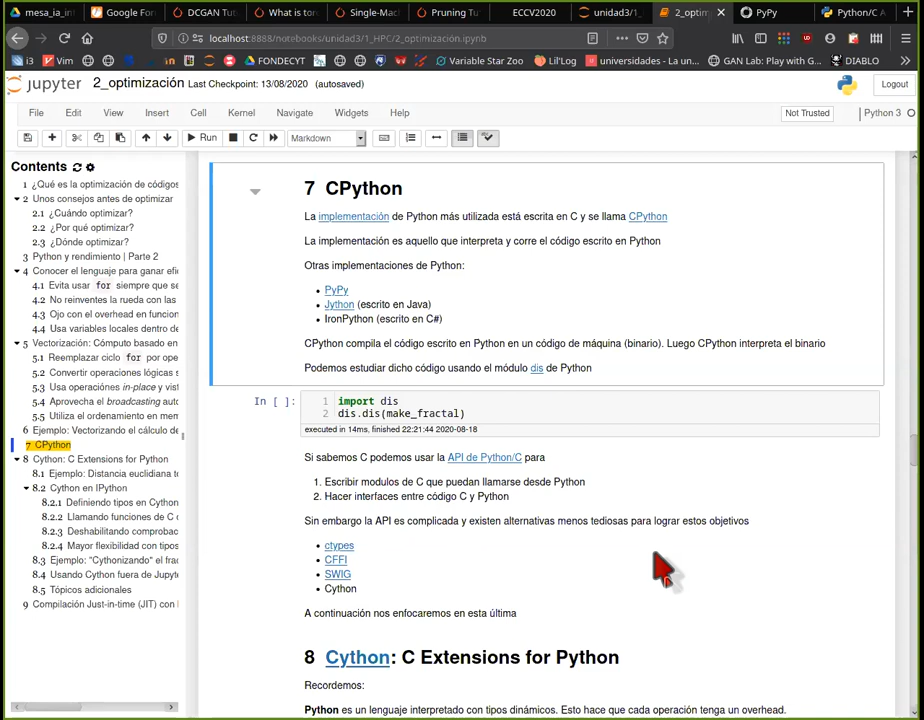 mesa_ia_in
Google For
DCGAN Tut
What is tor
Single-Mac
Pruning Tu
ECCV2020
unidad3/1_
2_optim
PyPy
Python/C A
localhost:8888/notebooks/unidad3/1_HPC/2_optimización.ipynb
i3
Vim
FONDECYT
Variable Star Zoo
Lil'Log
universidades - La un...
GAN Lab: Play with G...
DIABLO
jupyter 2_optimización Last Checkpoint: 13/08/2020 (autosaved)
Logout
File Edit View Insert Cell Kernel Navigate Widgets Help
Not Trusted
Python 3
Run
Markdown
Contents
1 ¿Qué es la optimización de códigos
2 Unos consejos antes de optimizar
2.1 ¿Cuándo optimizar?
2.2 ¿Por qué optimizar?
2.3 ¿Dónde optimizar?
3 Python y rendimiento | Parte 2
4 Conocer el lenguaje para ganar efi
4.1 Evita usar for siempre que se
4.2 No reinventes la rueda con las
4.3 Ojo con el overhead en funcion
4.4 Usa variables locales dentro de
5 Vectorización: Cómputo basado en
5.1 Reemplazar ciclo for por ope
5.2 Convertir operaciones lógicas s
5.3 Usa operaciónes in-place y vist
5.4 Aprovecha el broadcasting auto
5.5 Utiliza el ordenamiento en mem
6 Ejemplo: Vectorizando el cálculo de
7 CPython
8 Cython: C Extensions for Python
8.1 Ejemplo: Distancia euclidiana to
8.2 Cython en IPython
8.2.1 Definiendo tipos en Cython
8.2.2 Llamando funciones de C d
8.2.3 Deshabilitando comprobac
8.2.4 Mayor flexibilidad con tipos
8.3 Ejemplo: "Cythonizando" el frac
8.4 Usando Cython fuera de Jupyte
8.5 Tópicos adicionales
9 Compilación Just-in-time (JIT) con l
7 CPython
La implementación de Python más utilizada está escrita en C y se llama CPython
La implementación es aquello que interpreta y corre el código escrito en Python
Otras implementaciones de Python:
PyPy
Jython (escrito en Java)
IronPython (escrito en C#)
CPython compila el código escrito en Python en un código de máquina (binario). Luego CPython interpreta el binario
Podemos estudiar dicho código usando el módulo dis de Python
In [ ]:
1 import dis
2 dis.dis(make_fractal)
executed in 14ms, finished 22:21:44 2020-08-18
Si sabemos C podemos usar la API de Python/C para
1. Escribir modulos de C que puedan llamarse desde Python
2. Hacer interfaces entre código C y Python
Sin embargo la API es complicada y existen alternativas menos tediosas para lograr estos objetivos
ctypes
CFFI
SWIG
Cython
A continuación nos enfocaremos en esta última
8 Cython: C Extensions for Python
Recordemos:
Python es un lenguaje interpretado con tipos dinámicos. Esto hace que cada operación tenga un overhead.